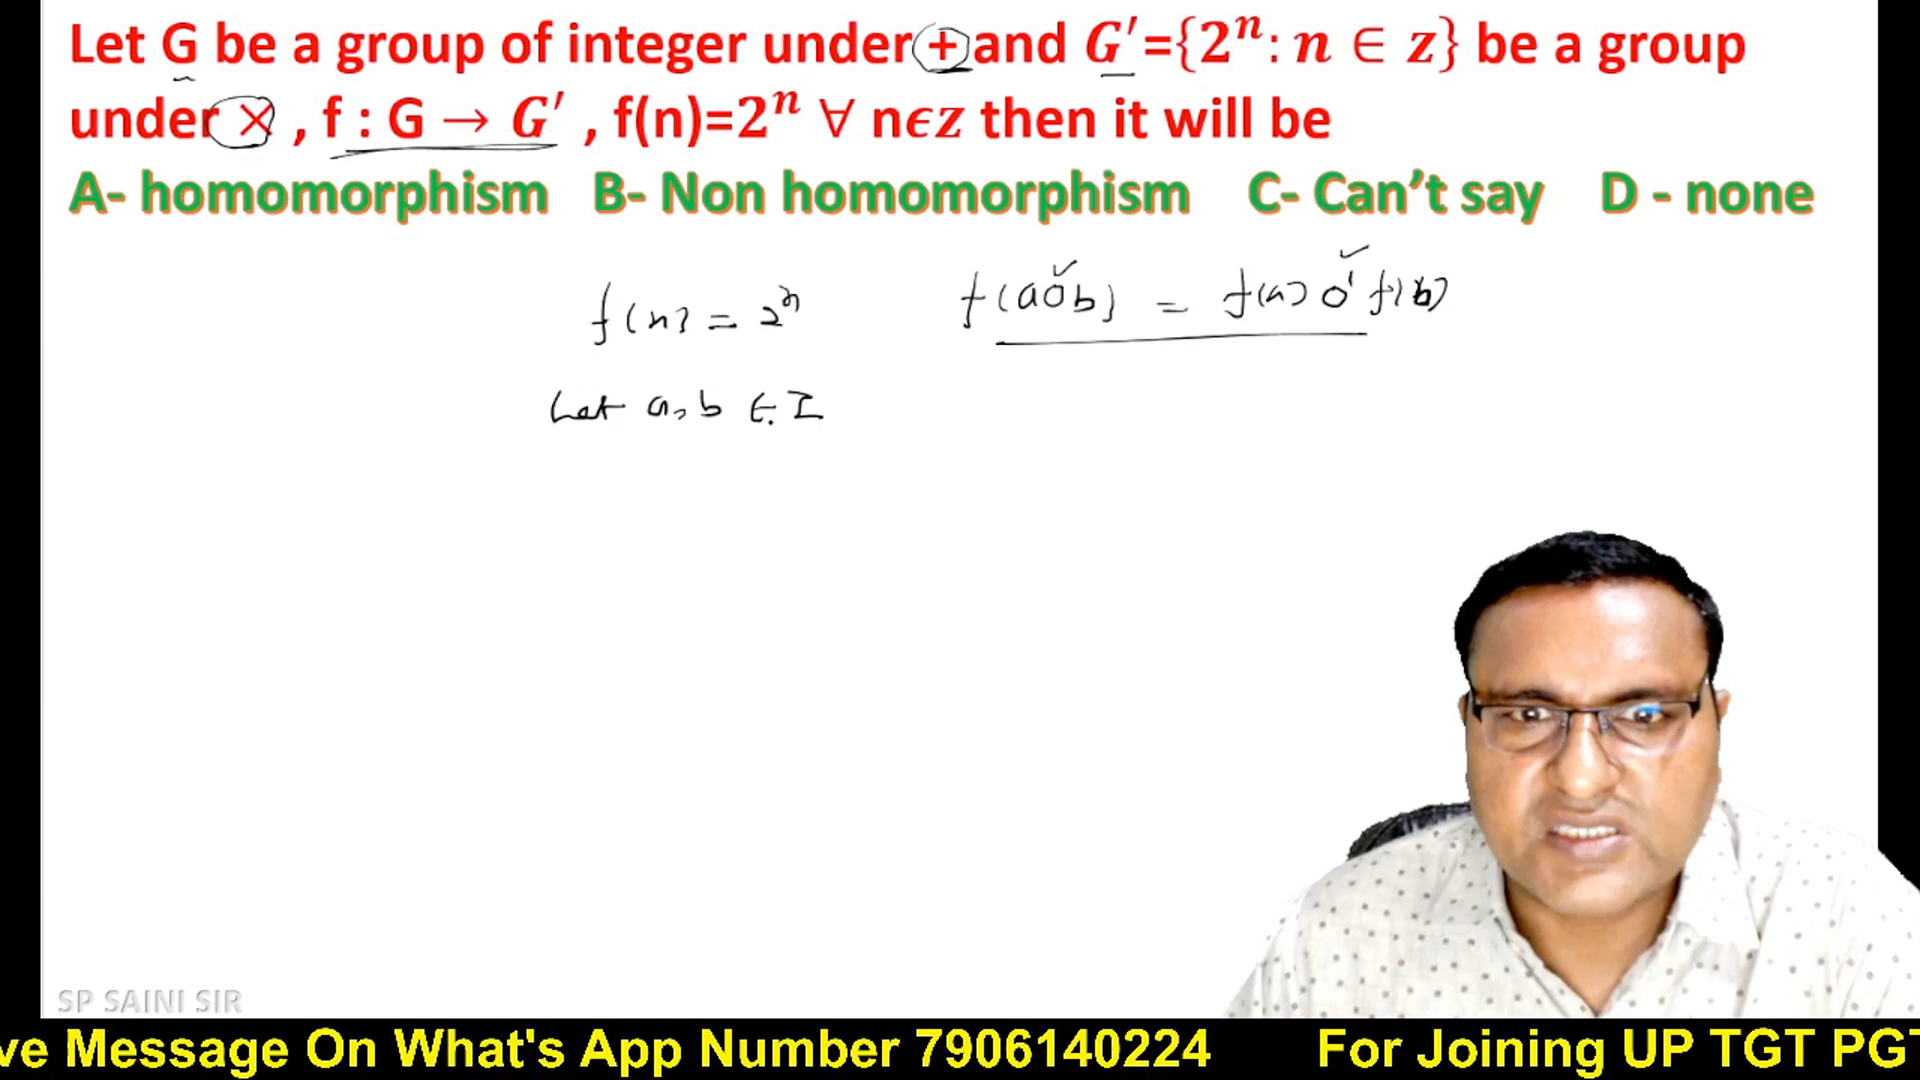 Let G be a group of integer under + and G′={2ⁿ: n ∈ z} be a group
under × , f : G → G′ , f(n)=2ⁿ ∀ nϵz then it will be
A- homomorphism B- Non homomorphism C- Can’t say D - none
f(n) = 2ⁿ f(aob) = f(a) o' f(b)
Let a, b ∈ I
SP SAINI SIR
ve Message On What's App Number 7906140224 For Joining UP TGT PGT